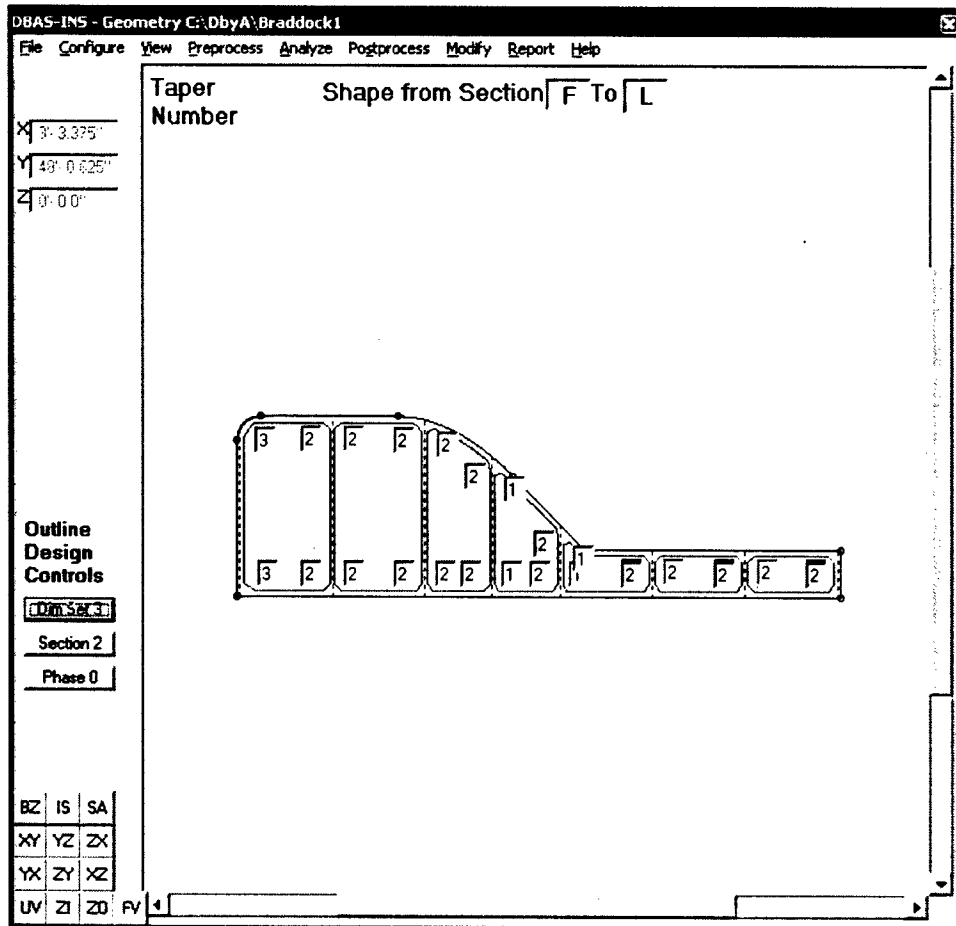 DBAS-INS - Geometry C:\DbyA\Braddock1
File Configure View Preprocess Analyze Postprocess Modify Report Help
Taper Number
Shape from Section F To L
X 3'- 3.375"
Y 48'- 0.625"
Z 0'- 0.0"
3 2 2 2 2
2 1
2 1
3 2 2 2 2 2 1 2 2 2 2 2 2
Outline
Design
Controls
Dim Set 3
Section 2
Phase 0
BZ IS SA
XY YZ ZX
YX ZY XZ
UV ZI ZO FV